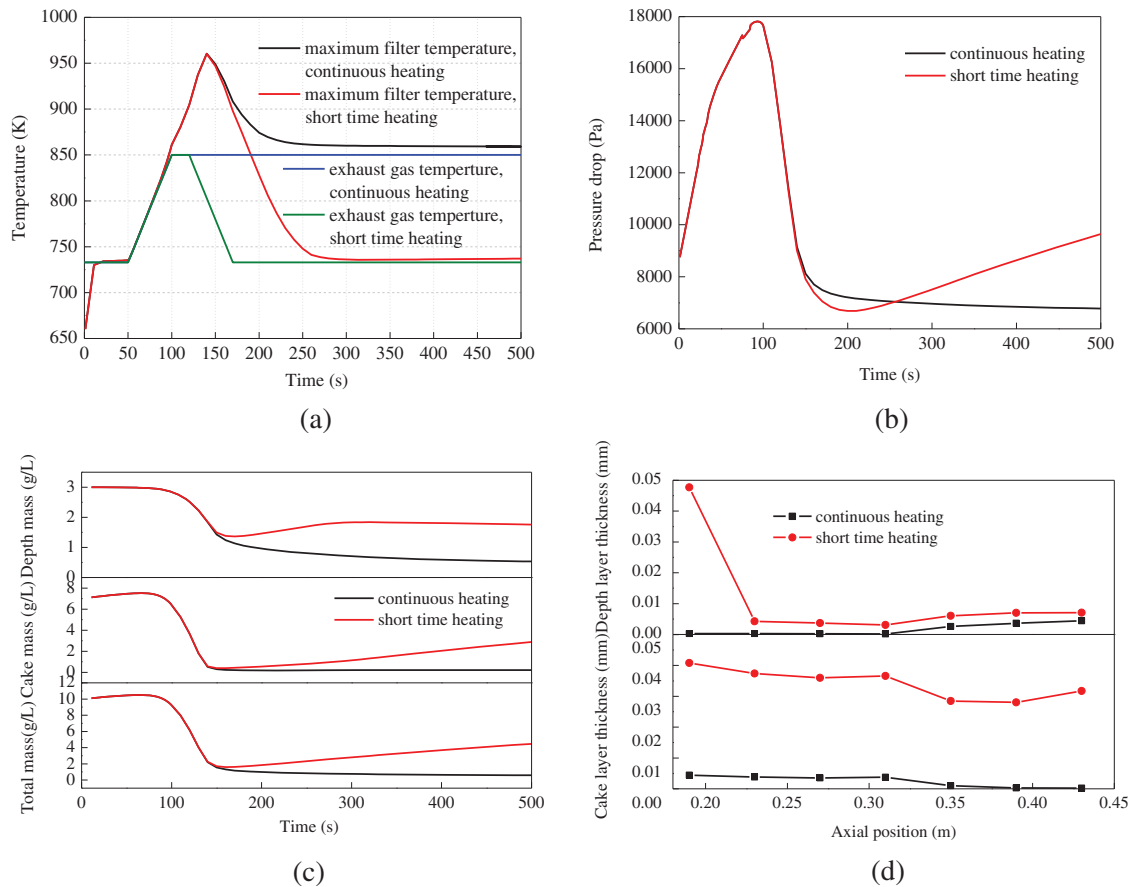 1000
950
900
850
800
750
700
650
Temperature (K)
maximum filter temperature,
continuous heating
maximum filter temperature,
short time heating
exhaust gas temperture,
continuous heating
exhaust gas temperture,
short time heating
0 50 100 150 200 250 300 350 400 450 500
Time (s)
(a)
18000
16000
14000
12000
10000
8000
6000
Pressure drop (Pa)
continuous heating
short time heating
0 100 200 300 400 500
Time (s)
(b)
Total mass(g/L) Cake mass (g/L) Depth mass (g/L)
3
2
1
0
8
6
4
2
0
12
10
8
6
4
2
0
continuous heating
short time heating
0 100 200 300 400 500
Time (s)
(c)
Cake layer thickness (mm)Depth layer thickness (mm)
0.05
0.04
0.03
0.02
0.01
0.00
0.05
0.04
0.03
0.02
0.01
0.00
continuous heating
short time heating
0.20 0.25 0.30 0.35 0.40 0.45
Axial position (m)
(d)